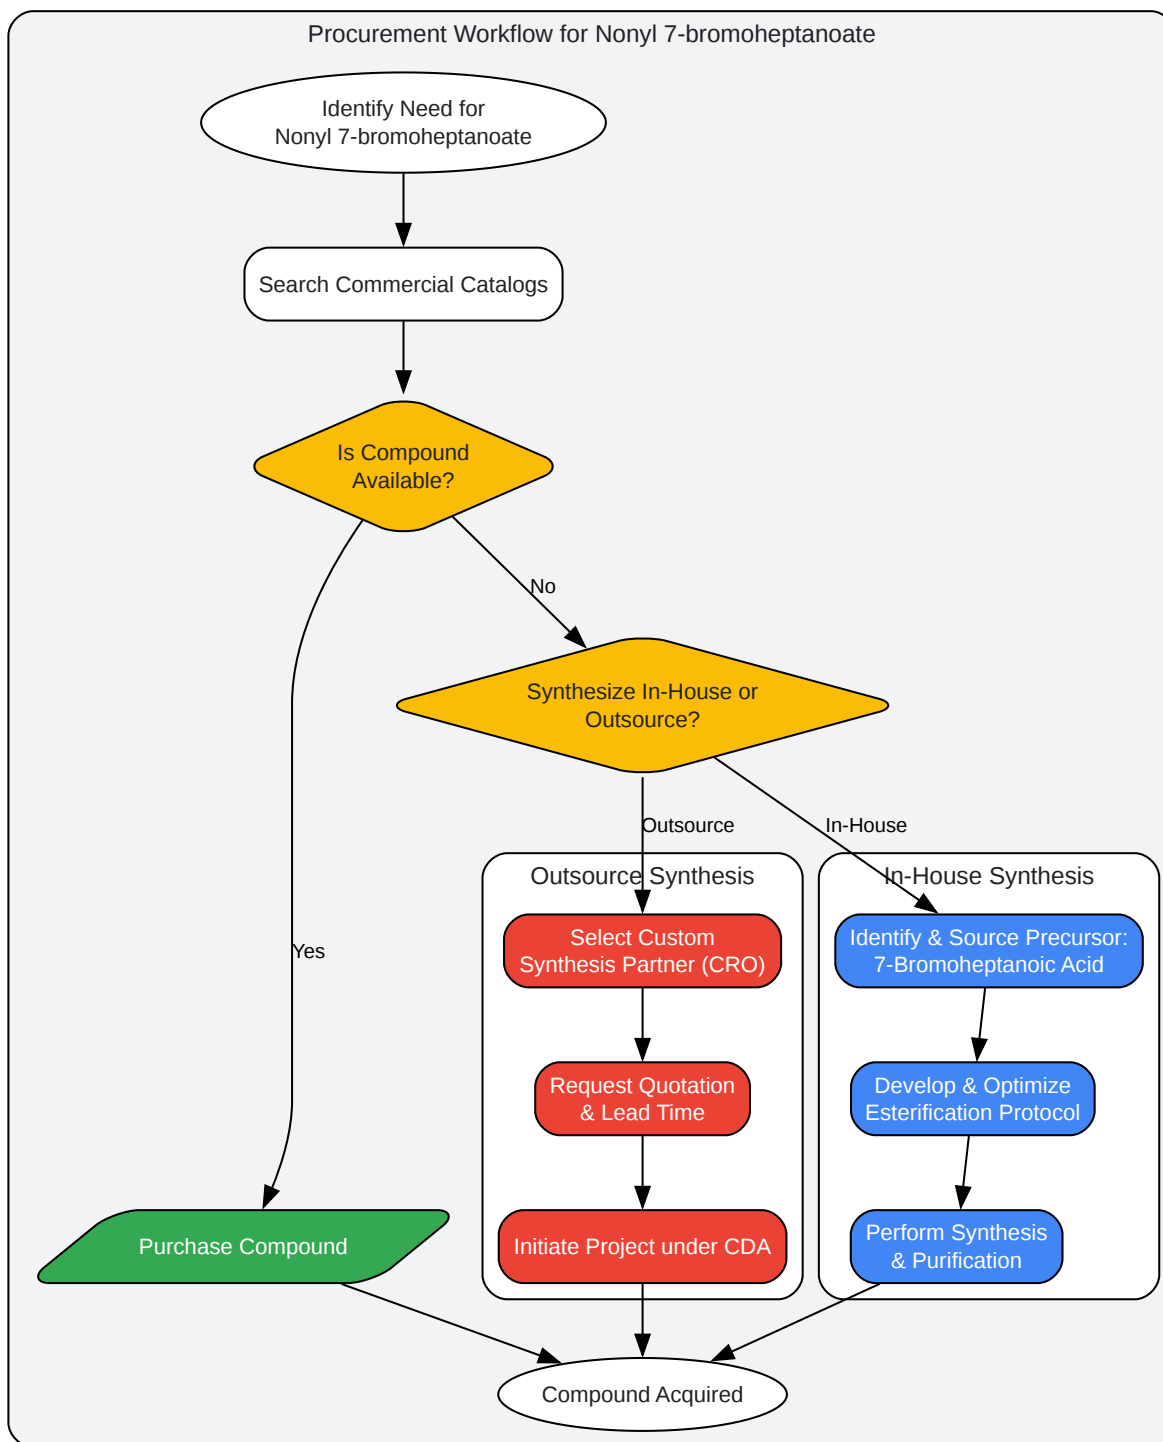 Procurement Workflow for Nonyl 7-bromoheptanoate
Identify Need for
Nonyl 7-bromoheptanoate
Search Commercial Catalogs
Is Compound
Available?
No
Synthesize In-House or
Outsource?
Outsource
In-House
Outsource Synthesis
In-House Synthesis
Select Custom
Synthesis Partner (CRO)
Identify & Source Precursor:
7-Bromoheptanoic Acid
Yes
Request Quotation
& Lead Time
Develop & Optimize
Esterification Protocol
Purchase Compound
Initiate Project under CDA
Perform Synthesis
& Purification
Compound Acquired